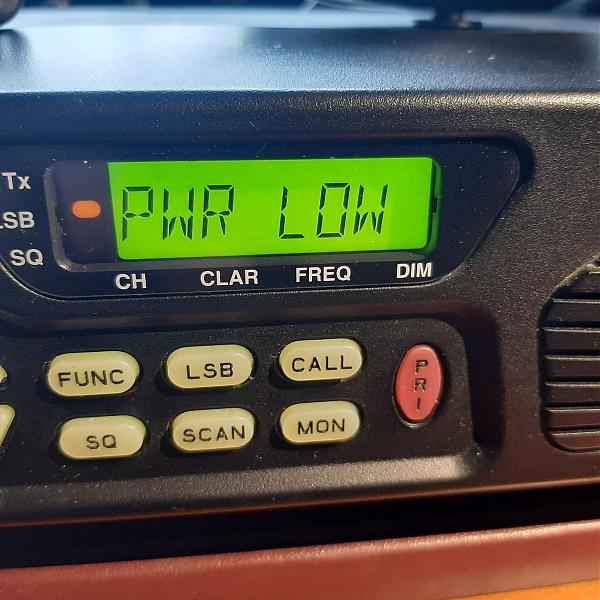 Tx
PWR LOW
LSB
SQ
CH CLAR FREQ DIM
FUNC LSB CALL
PRI
SQ SCAN MON